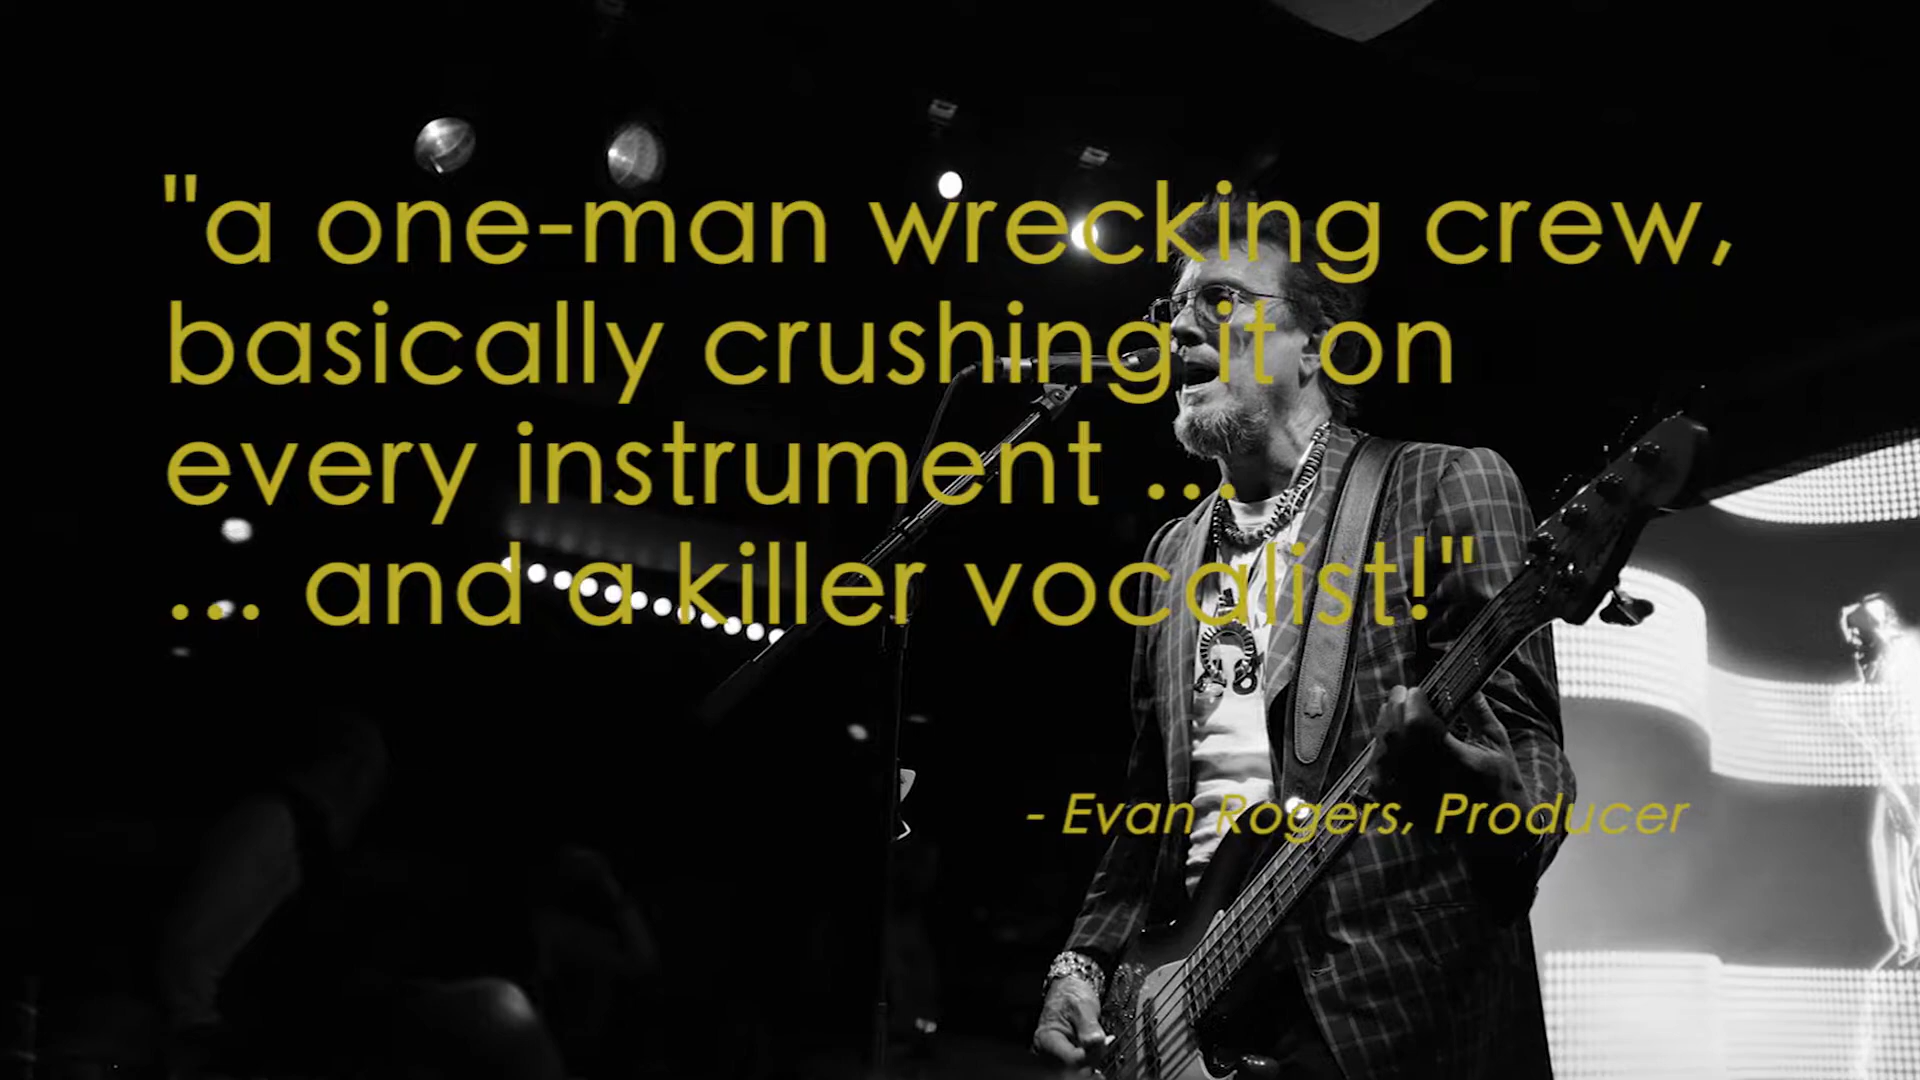 "a one-man wrecking crew,
basically crushing it on
every instrument ...
... and a killer vocalist!"
- Evan Rogers, Producer